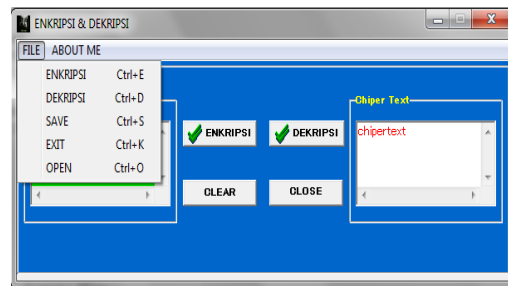 ENKRIPSI & DEKRIPSI
FILE ABOUT ME
ENKRIPSI Ctrl+E
DEKRIPSI Ctrl+D
SAVE Ctrl+S
EXIT Ctrl+K
OPEN Ctrl+O
ENKRIPSI DEKRIPSI
CLEAR CLOSE
Chiper Text
chipertext